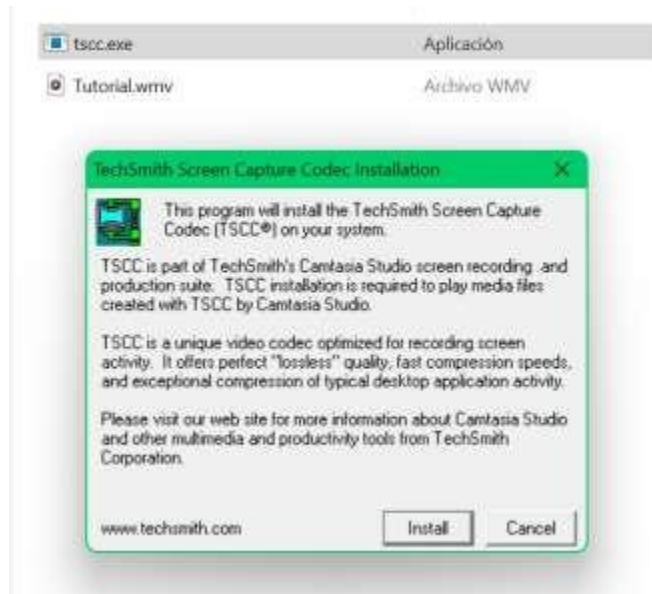 tscc.exe Aplicación
Tutorial.wmv Archivo WMV
TechSmith Screen Capture Codec Installation
This program will install the TechSmith Screen Capture
Codec (TSCC®) on your system.
TSCC is part of TechSmith's Camtasia Studio screen recording and
production suite. TSCC installation is required to play media files
created with TSCC by Camtasia Studio.
TSCC is a unique video codec optimized for recording screen
activity. It offers perfect "lossless" quality, fast compression speeds,
and exceptional compression of typical desktop application activity.
Please visit our web site for more information about Camtasia Studio
and other multimedia and productivity tools from TechSmith
Corporation.
www.techsmith.com Install Cancel